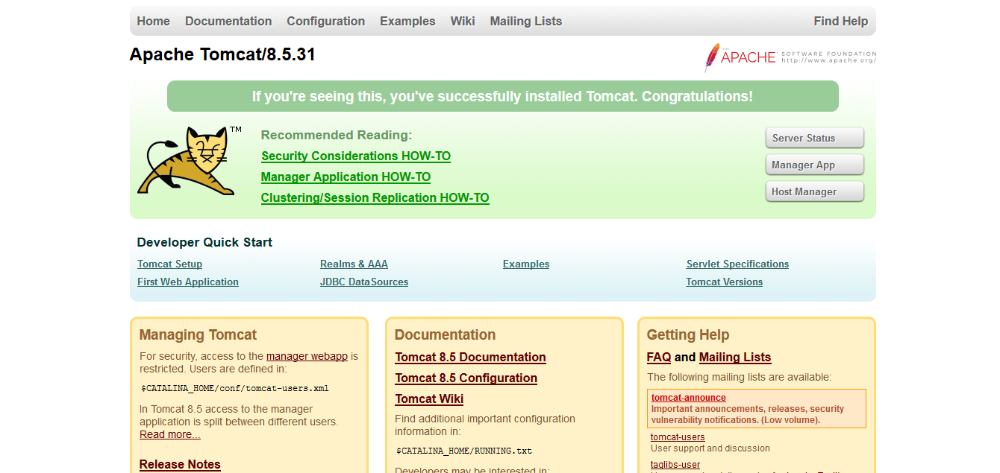 Home Documentation Configuration Examples Wiki Mailing Lists Find Help
Apache Tomcat/8.5.31
THE
APACHE SOFTWARE FOUNDATION
http://www.apache.org/
If you're seeing this, you've successfully installed Tomcat. Congratulations!
TM
Recommended Reading:
Security Considerations HOW-TO
Manager Application HOW-TO
Clustering/Session Replication HOW-TO
Server Status
Manager App
Host Manager
Developer Quick Start
Tomcat Setup
First Web Application
Realms & AAA
JDBC DataSources
Examples
Servlet Specifications
Tomcat Versions
Managing Tomcat
For security, access to the manager webapp is
restricted. Users are defined in:
$CATALINA_HOME/conf/tomcat-users.xml
In Tomcat 8.5 access to the manager
application is split between different users.
Read more...
Release Notes
Documentation
Tomcat 8.5 Documentation
Tomcat 8.5 Configuration
Tomcat Wiki
Find additional important configuration
information in:
$CATALINA_HOME/RUNNING.txt
Developers may be interested in:
Getting Help
FAQ and Mailing Lists
The following mailing lists are available:
tomcat-announce
Important announcements, releases, security
vulnerability notifications. (Low volume).
tomcat-users
User support and discussion
taglibs-user